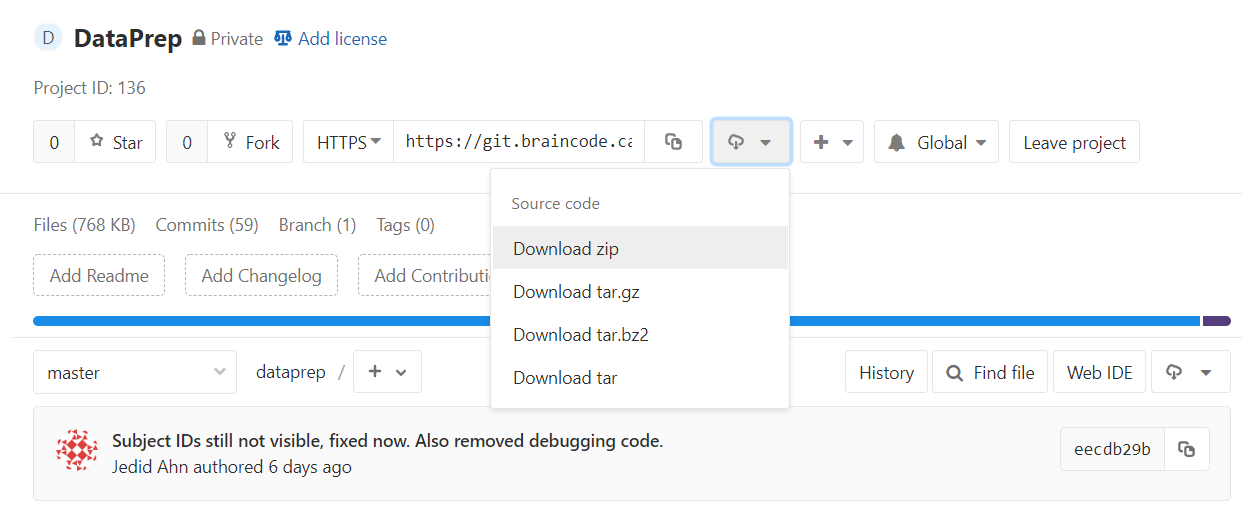 D DataPrep Private Add license
Project ID: 136
0 Star 0 Fork HTTPS https://git.braincode.ca Global Leave project
Source code
Files (768 KB) Commits (59) Branch (1) Tags (0)
Download zip
Add Readme Add Changelog Add Contributi
Download tar.gz
Download tar.bz2
master dataprep / History Find file Web IDE
Download tar
Subject IDs still not visible, fixed now. Also removed debugging code.
eecdb29b
Jedid Ahn authored 6 days ago